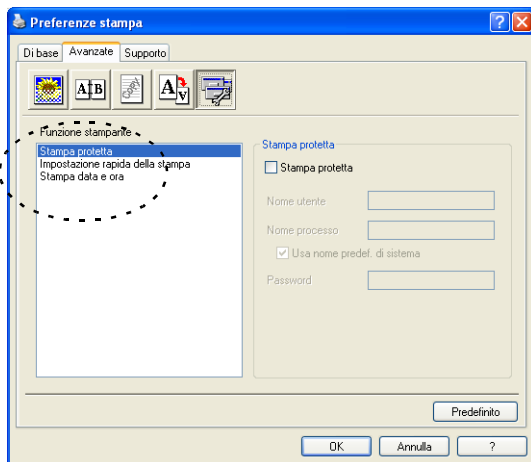 Preferenze stampa
Di base Avanzate Supporto
A B
A
Funzione stampante
Stampa protetta
Impostazione rapida della stampa
Stampa data e ora
Stampa protetta
Stampa protetta
Nome utente
Nome processo
Usa nome predef. di sistema
Password
Predefinito
OK Annulla ?